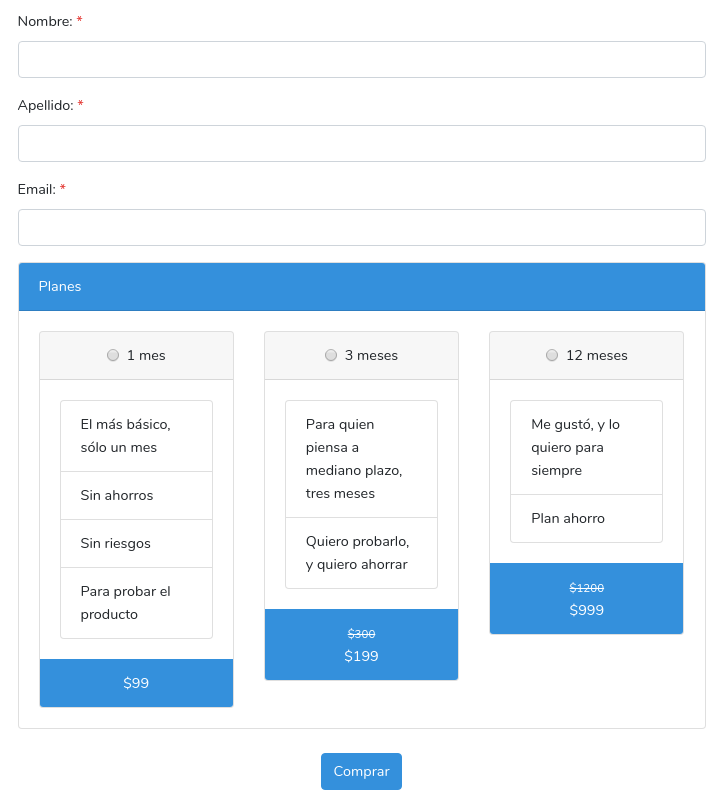 Nombre: *
Apellido: *
Email: *
Planes
1 mes
El más básico,
sólo un mes
Sin ahorros
Sin riesgos
Para probar el
producto
$99
3 meses
Para quien
piensa a
mediano plazo,
tres meses
Quiero probarlo,
y quiero ahorrar
$300
$199
12 meses
Me gustó, y lo
quiero para
siempre
Plan ahorro
$1200
$999
Comprar